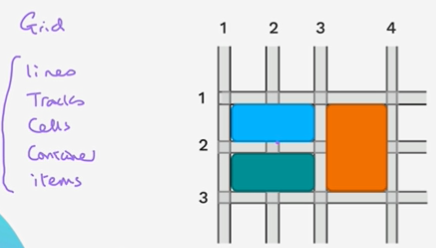 Grid
1 2 3 4
lines
Tracks
1
Cells
2
Container
items
3